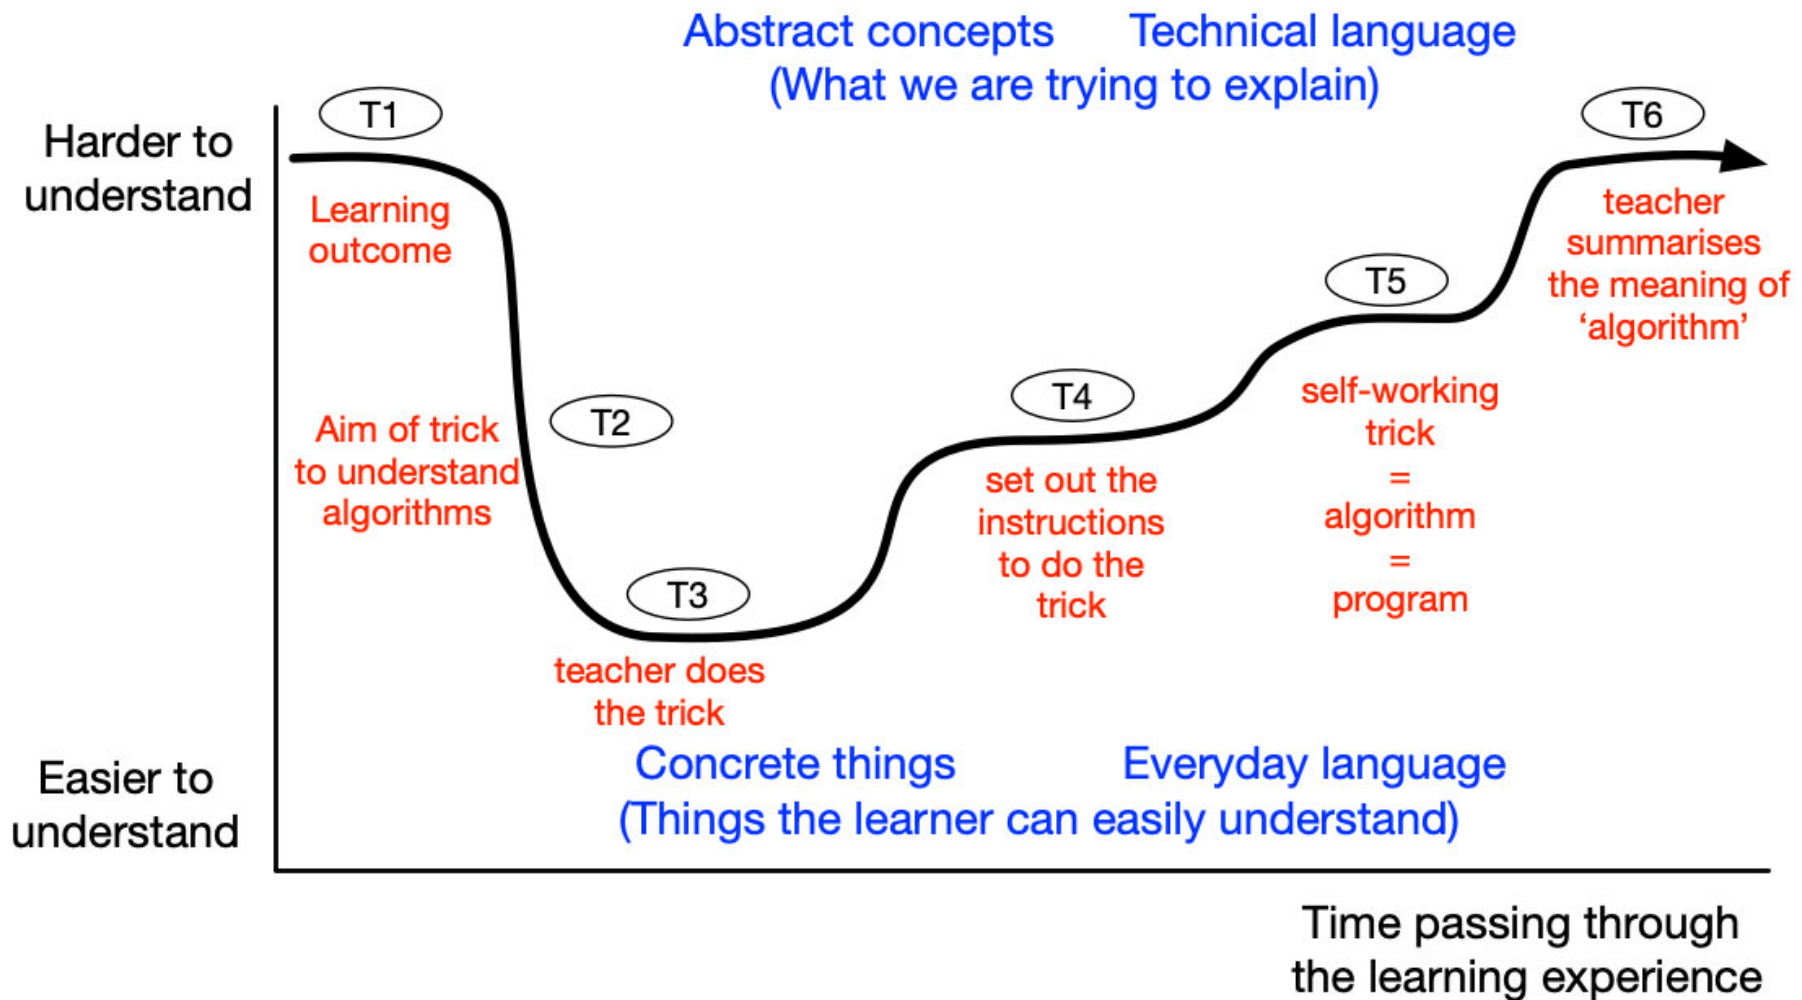 Abstract concepts Technical language
(What we are trying to explain)
Harder to
understand
T1
Learning
outcome
Aim of trick
to understand
algorithms
T2
T3
teacher does
the trick
T4
set out the
instructions
to do the
trick
T5
self-working
trick
=
algorithm
=
program
T6
teacher
summarises
the meaning of
‘algorithm’
Concrete things Everyday language
(Things the learner can easily understand)
Easier to
understand
Time passing through
the learning experience